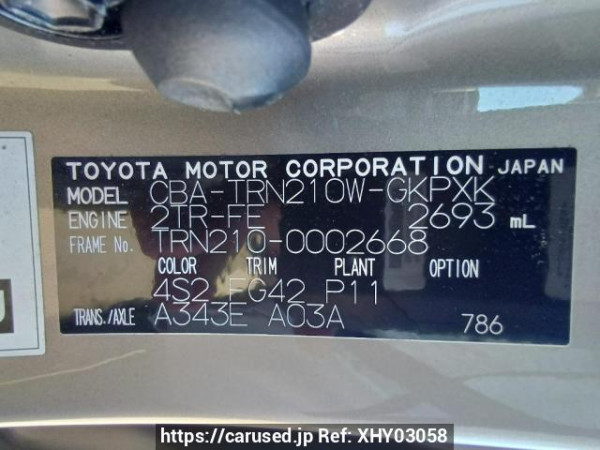 TOYOTA MOTOR CORPORATION JAPAN
MODEL CBA-TRN210W-GKPXK
ENGINE 2TR-FE 2693 mL
FRAME No. TRN210-0002668
COLOR TRIM PLANT OPTION
4S2 FG42 P11
TRANS./AXLE A343E A03A 786
https://carused.jp Ref: XHY03058